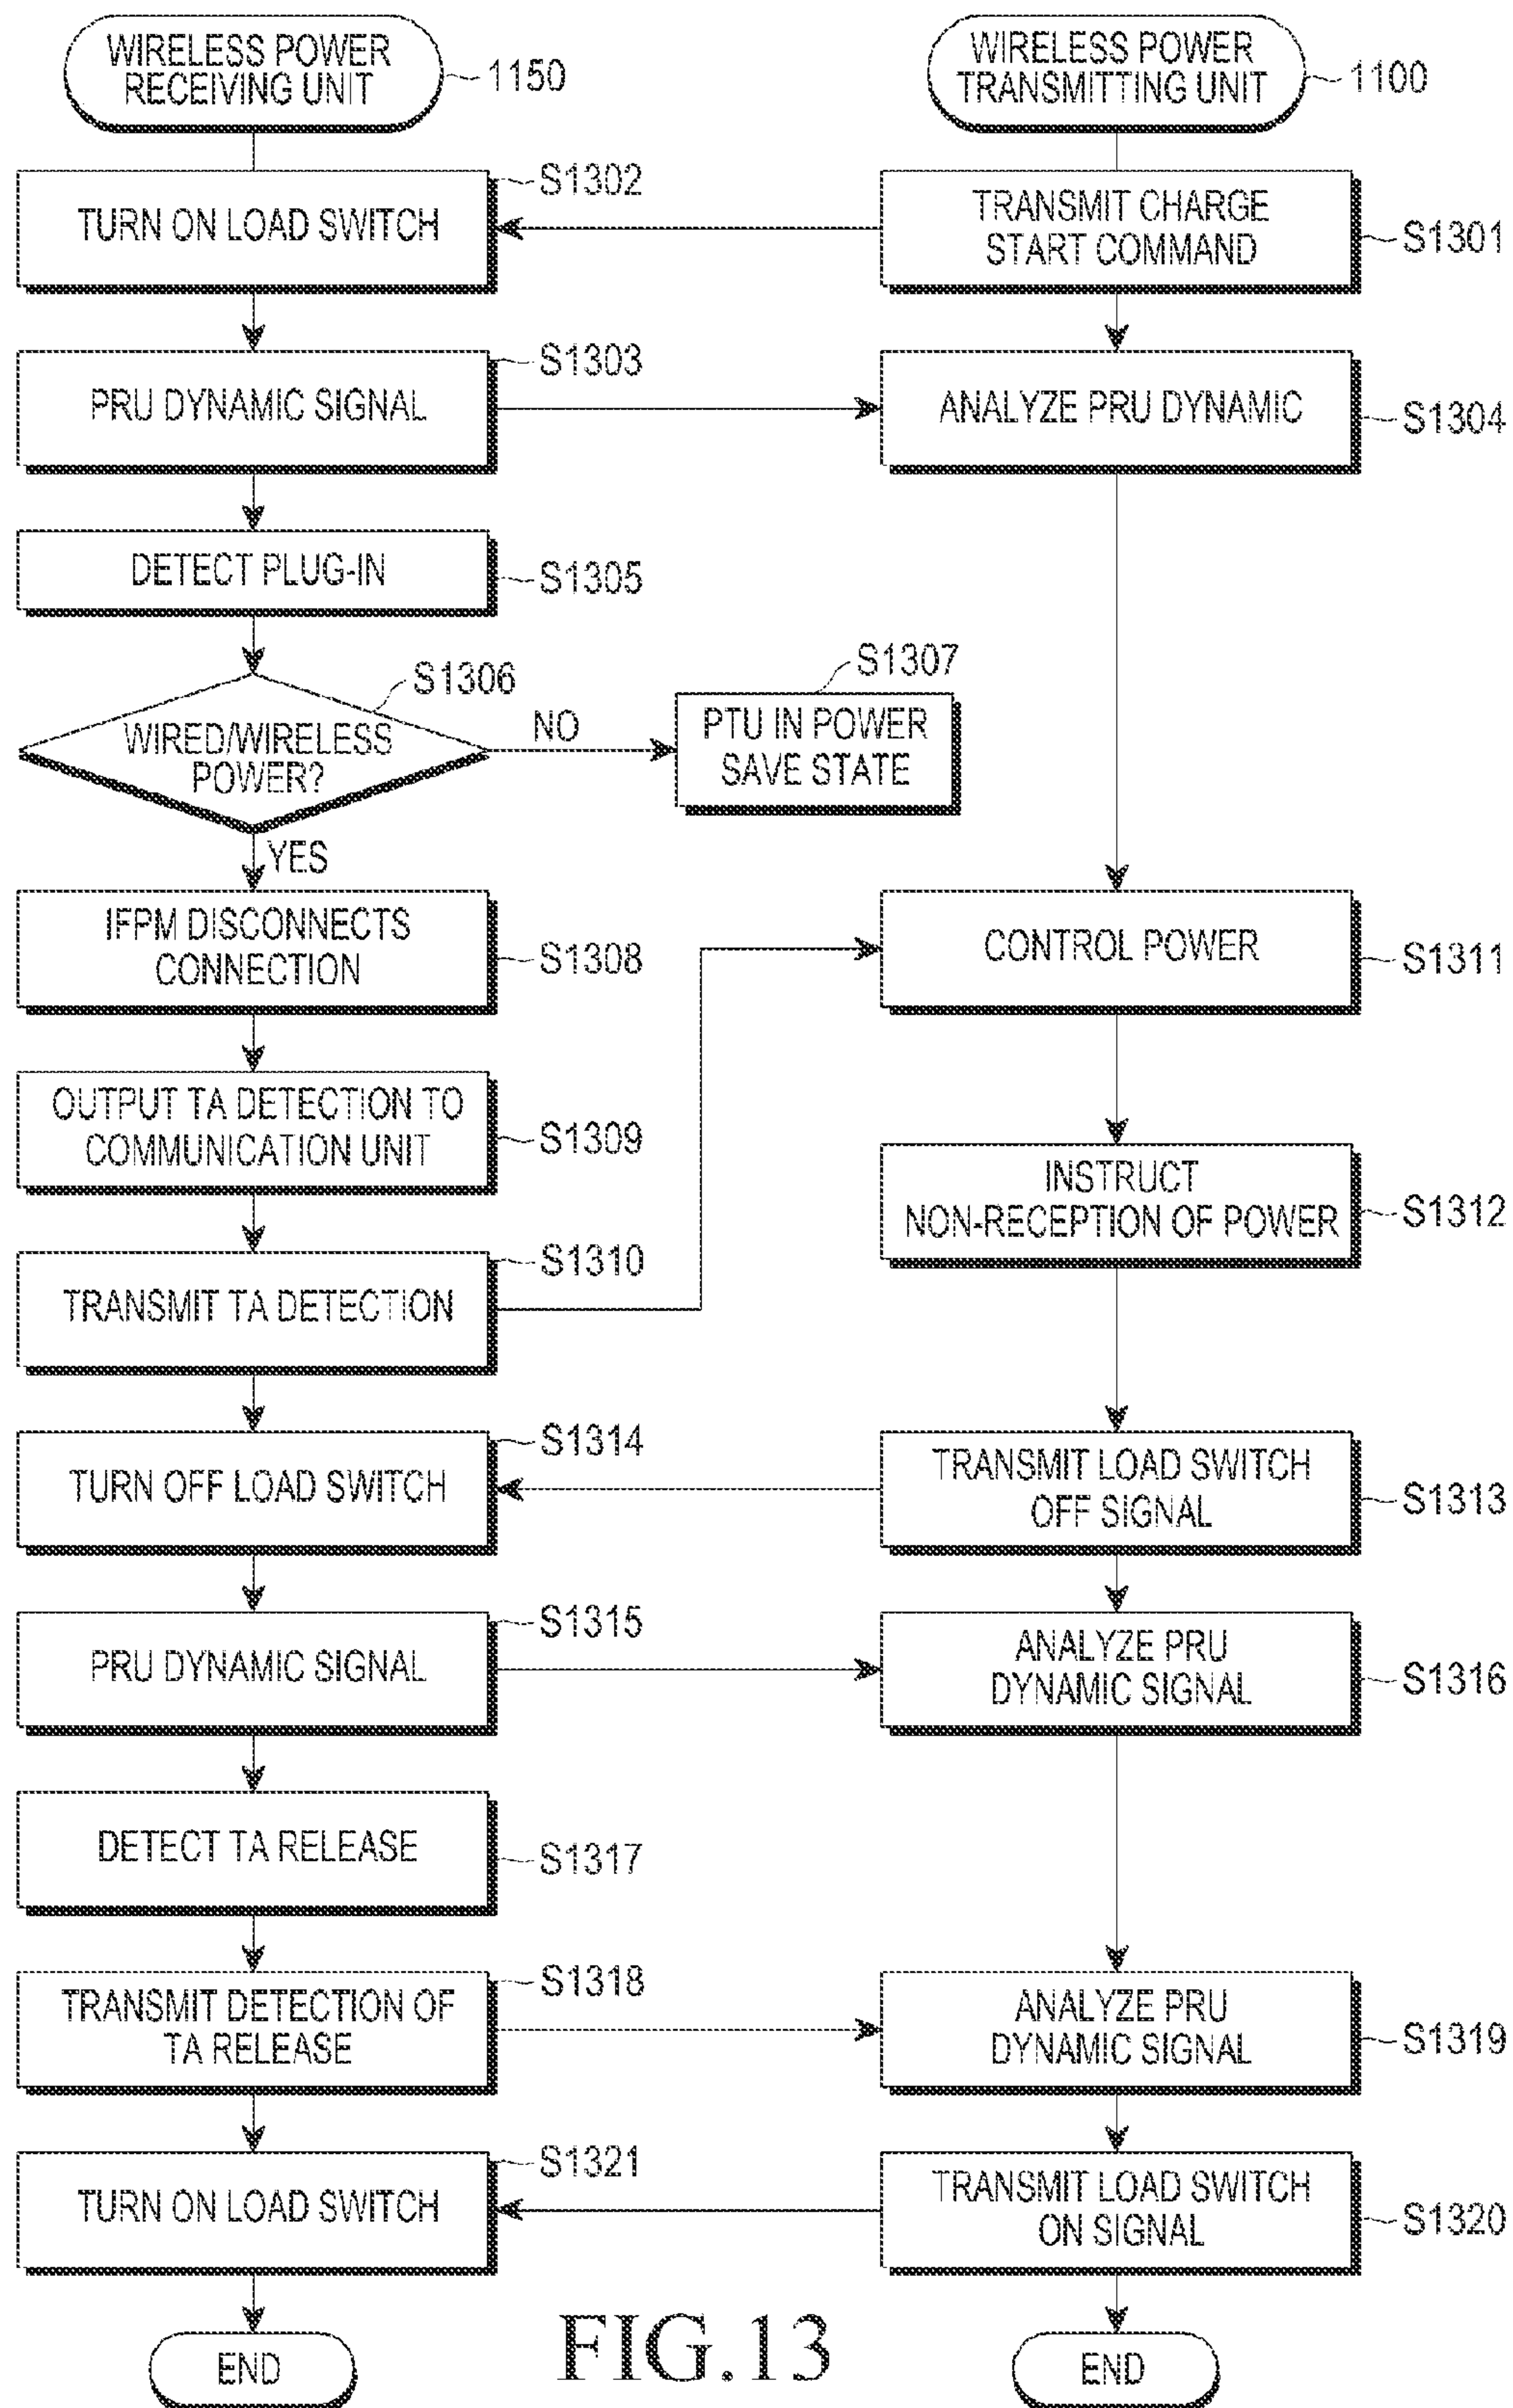 WIRELESS POWER
RECEIVING UNIT
1150
WIRELESS POWER
TRANSMITTING UNIT
1100
S1302
TURN ON LOAD SWITCH
TRANSMIT CHARGE
START COMMAND
S1301
S1303
PRU DYNAMIC SIGNAL
ANALYZE PRU DYNAMIC
S1304
DETECT PLUG-IN
S1305
S1306
WIRED/WIRELESS
POWER?
NO
S1307
PTU IN POWER
SAVE STATE
YES
IFPM DISCONNECTS
CONNECTION
S1308
CONTROL POWER
S1311
OUTPUT TA DETECTION TO
COMMUNICATION UNIT
S1309
INSTRUCT
NON-RECEPTION OF POWER
S1312
S1310
TRANSMIT TA DETECTION
S1314
TURN OFF LOAD SWITCH
TRANSMIT LOAD SWITCH
OFF SIGNAL
S1313
S1315
PRU DYNAMIC SIGNAL
ANALYZE PRU
DYNAMIC SIGNAL
S1316
DETECT TA RELEASE
S1317
S1318
TRANSMIT DETECTION OF
TA RELEASE
ANALYZE PRU
DYNAMIC SIGNAL
S1319
S1321
TURN ON LOAD SWITCH
TRANSMIT LOAD SWITCH
ON SIGNAL
S1320
END
FIG.13
END